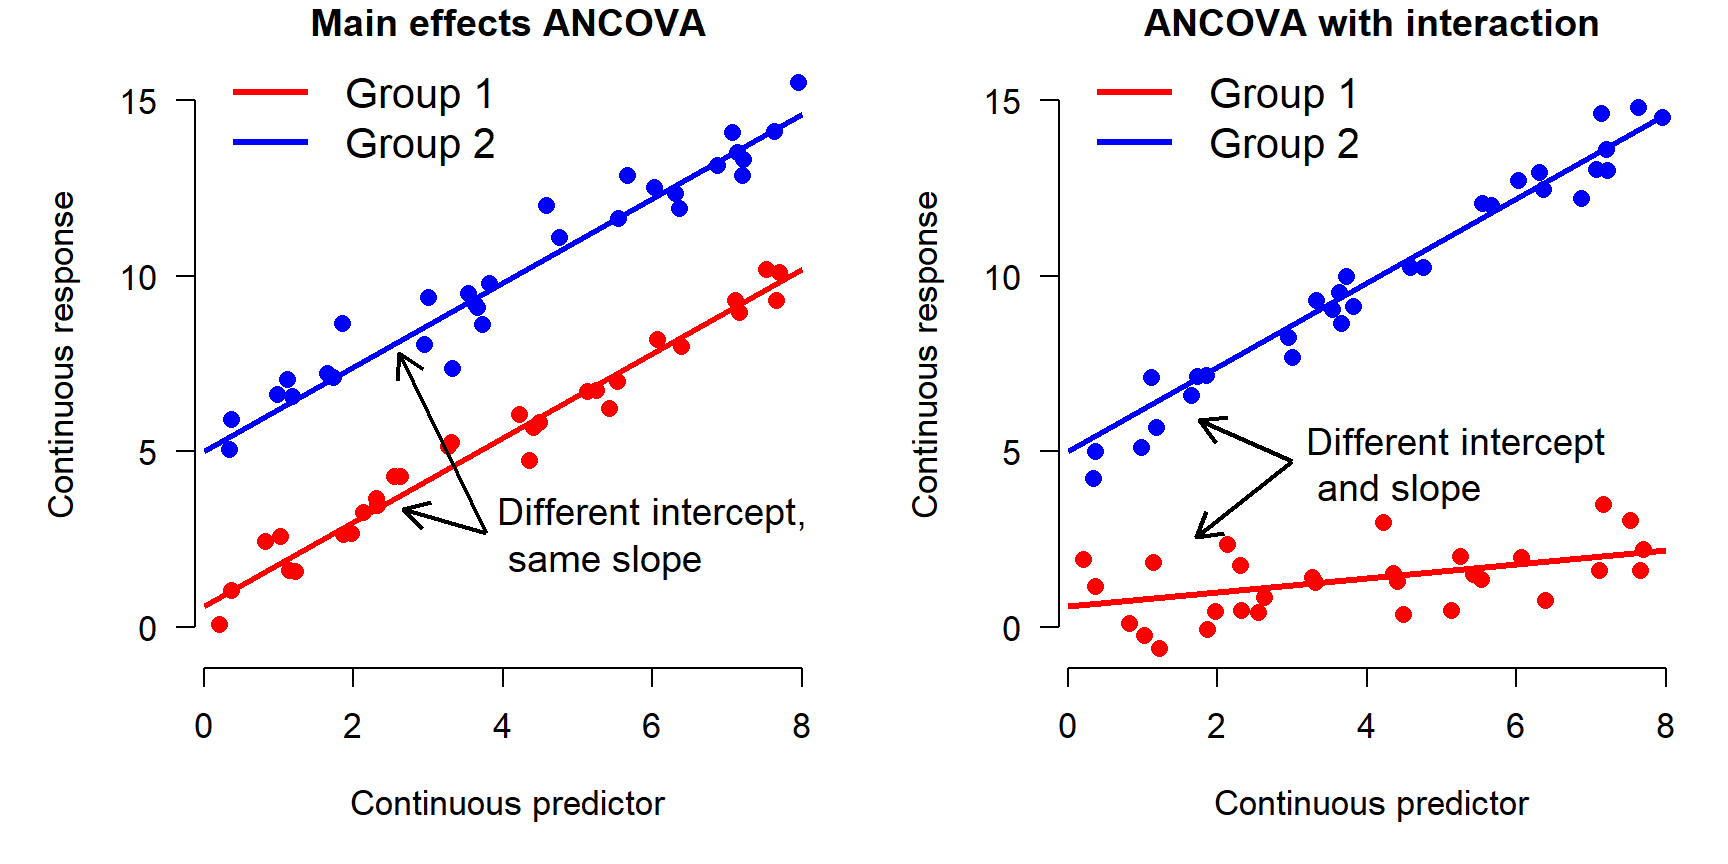 Main effects ANCOVA
Group 1
Group 2
Continuous response
15
10
5
0
Different intercept,
same slope
0 2 4 6 8
Continuous predictor
ANCOVA with interaction
Group 1
Group 2
Continuous response
15
10
5
0
Different intercept
and slope
0 2 4 6 8
Continuous predictor